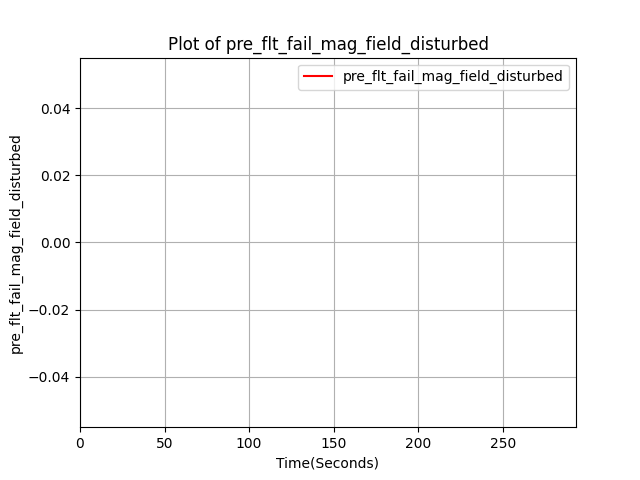 Plot of pre_flt_fail_mag_field_disturbed
pre_flt_fail_mag_field_disturbed
pre_flt_fail_mag_field_disturbed
0.04
0.02
0.00
−0.02
−0.04
0 50 100 150 200 250
Time(Seconds)